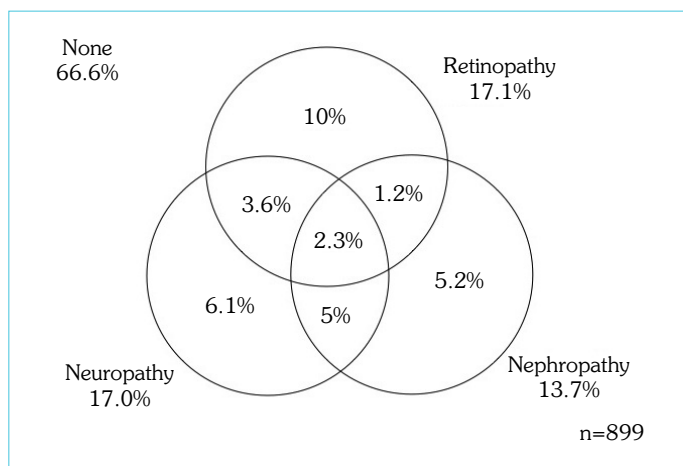 None
66.6%
Retinopathy
17.1%
10%
3.6%
1.2%
2.3%
6.1%
5%
5.2%
Neuropathy
17.0%
Nephropathy
13.7%
n=899